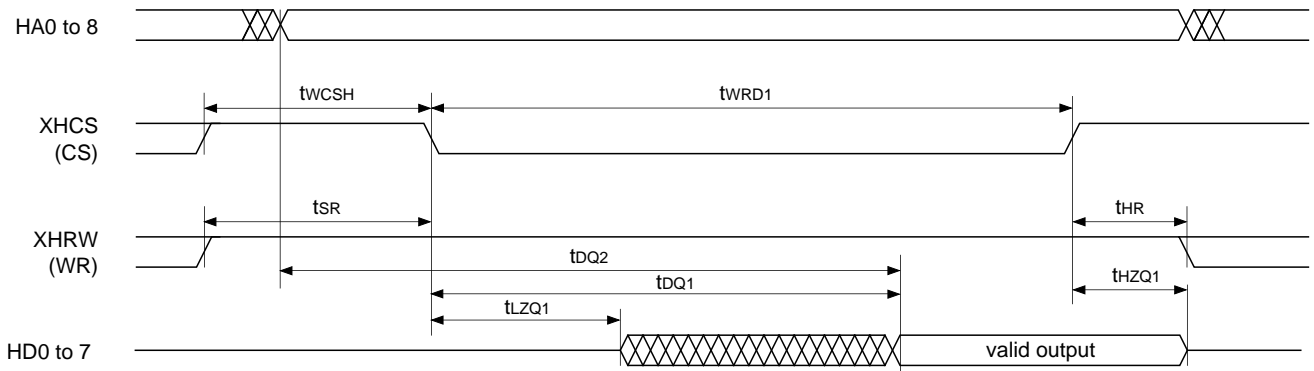 HA0 to 8
tWCSH
tWRD1
XHCS
(CS)
tSR
tHR
XHRW
(WR)
tDQ2
tDQ1
tHZQ1
tLZQ1
HD0 to 7
valid output